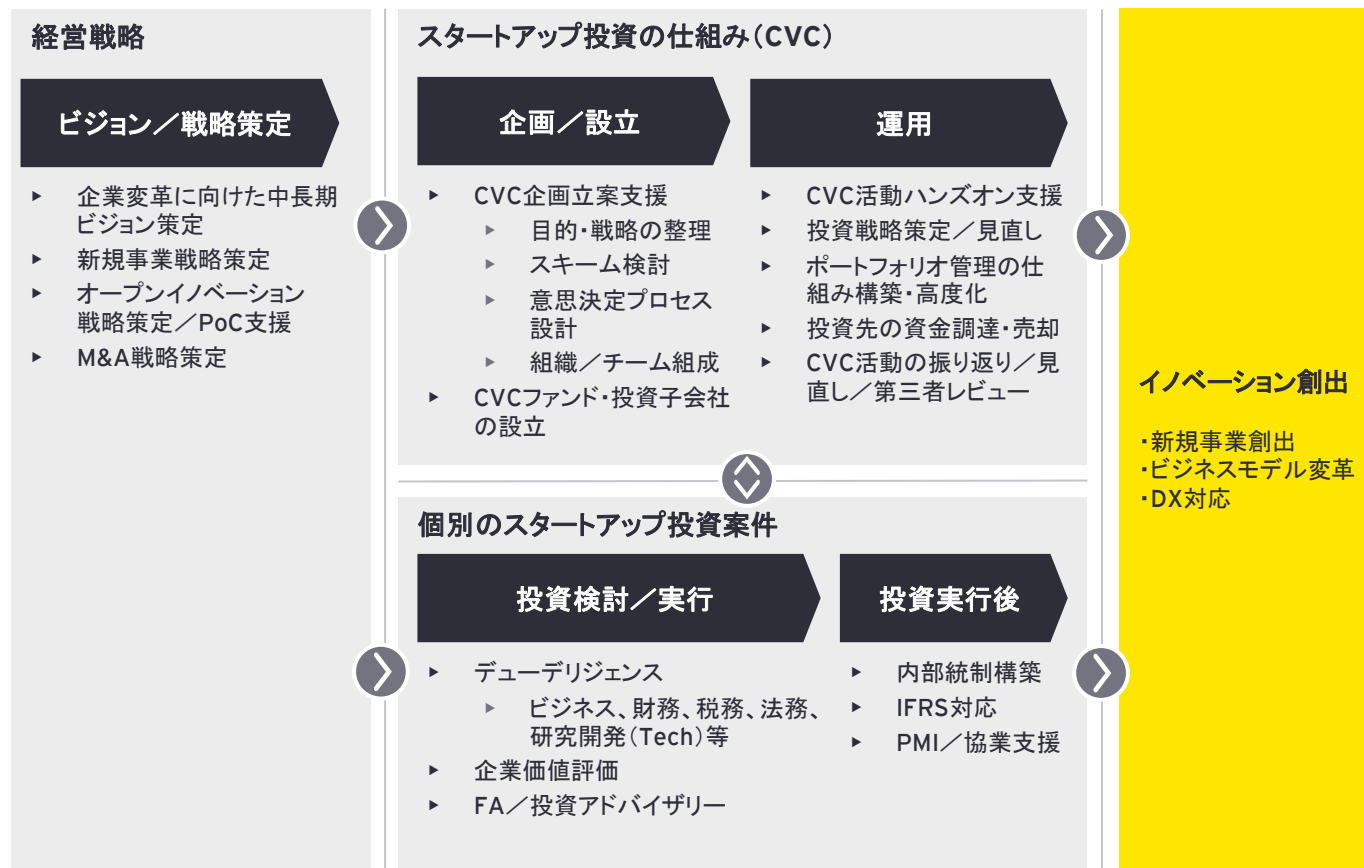 経営戦略
ビジョン／戦略策定
▸ 企業変革に向けた中長期
ビジョン策定
▸ 新規事業戦略策定
▸ オープンイノベーション
戦略策定／PoC支援
▸ M&A戦略策定
スタートアップ投資の仕組み（CVC）
企画／設立
▸ CVC企画立案支援
▸ 目的・戦略の整理
▸ スキーム検討
▸ 意思決定プロセス
設計
▸ 組織／チーム組成
▸ CVCファンド・投資子会社
の設立
運用
▸ CVC活動ハンズオン支援
▸ 投資戦略策定／見直し
▸ ポートフォリオ管理の仕
組み構築・高度化
▸ 投資先の資金調達・売却
▸ CVC活動の振り返り／見
直し／第三者レビュー
個別のスタートアップ投資案件
投資検討／実行
▸ デューデリジェンス
▸ ビジネス、財務、税務、法務、
研究開発（Tech）等
▸ 企業価値評価
▸ FA／投資アドバイザリー
投資実行後
▸ 内部統制構築
▸ IFRS対応
▸ PMI／協業支援
イノベーション創出
・新規事業創出
・ビジネスモデル変革
・DX対応